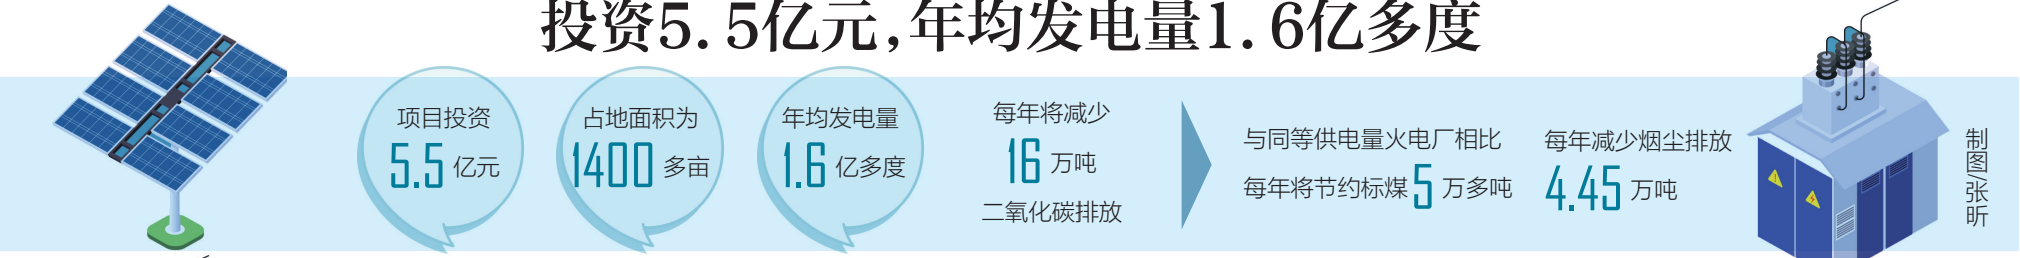 投资5.5亿元,年均发电量1.6亿多度
项目投资
5.5 亿元
占地面积为
1400 多亩
年均发电量
1.6 亿多度
每年将减少
16 万吨
二氧化碳排放
与同等供电量火电厂相比
每年将节约标煤 5 万多吨
每年减少烟尘排放
4.45 万吨
制图/张昕